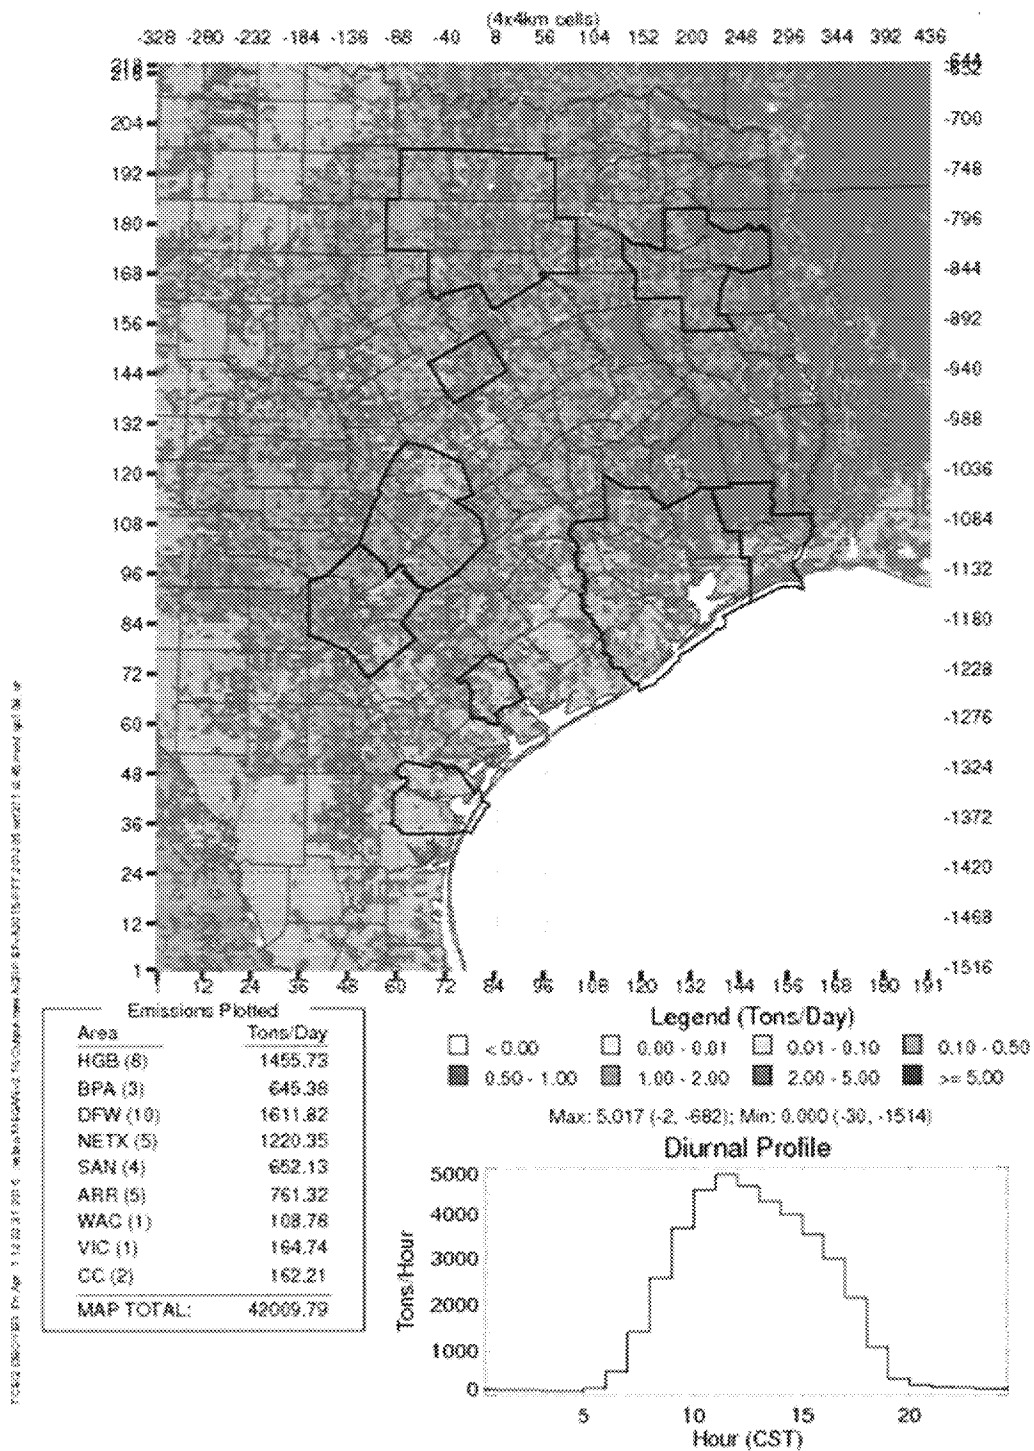 (4x4km cells)
-328 -280 -232 -184 -136 -88 -40 8 56 104 152 200 248 296 344 392 436
218
216
204
192
180
168
156
144
132
120
108
96
84
72
60
48
36
24
12
1
-644
-652
-700
-748
-796
-844
-892
-940
-988
-1036
-1084
-1132
-1180
-1228
-1276
-1324
-1372
-1420
-1468
-1516
1 12 24 36 48 60 72 84 96 108 120 132 144 156 168 180 191
Emissions Plotted
Area Tons/Day
HGB (8) 1455.73
BPA (3) 645.38
DFW (10) 1611.82
NETX (5) 1220.35
SAN (4) 652.13
ARR (5) 761.32
WAC (1) 108.78
VIC (1) 164.74
CC (2) 162.21
MAP TOTAL: 42009.79
Legend (Tons/Day)
< 0.00 0.00 - 0.01 0.01 - 0.10 0.10 - 0.50
0.50 - 1.00 1.00 - 2.00 2.00 - 5.00 >= 5.00
Max: 5.017 (-2, -682); Min: 0.000 (-30, -1514)
Diurnal Profile
5000
4000
3000
2000
1000
0
Tons/Hour
5 10 15 20
Hour (CST)